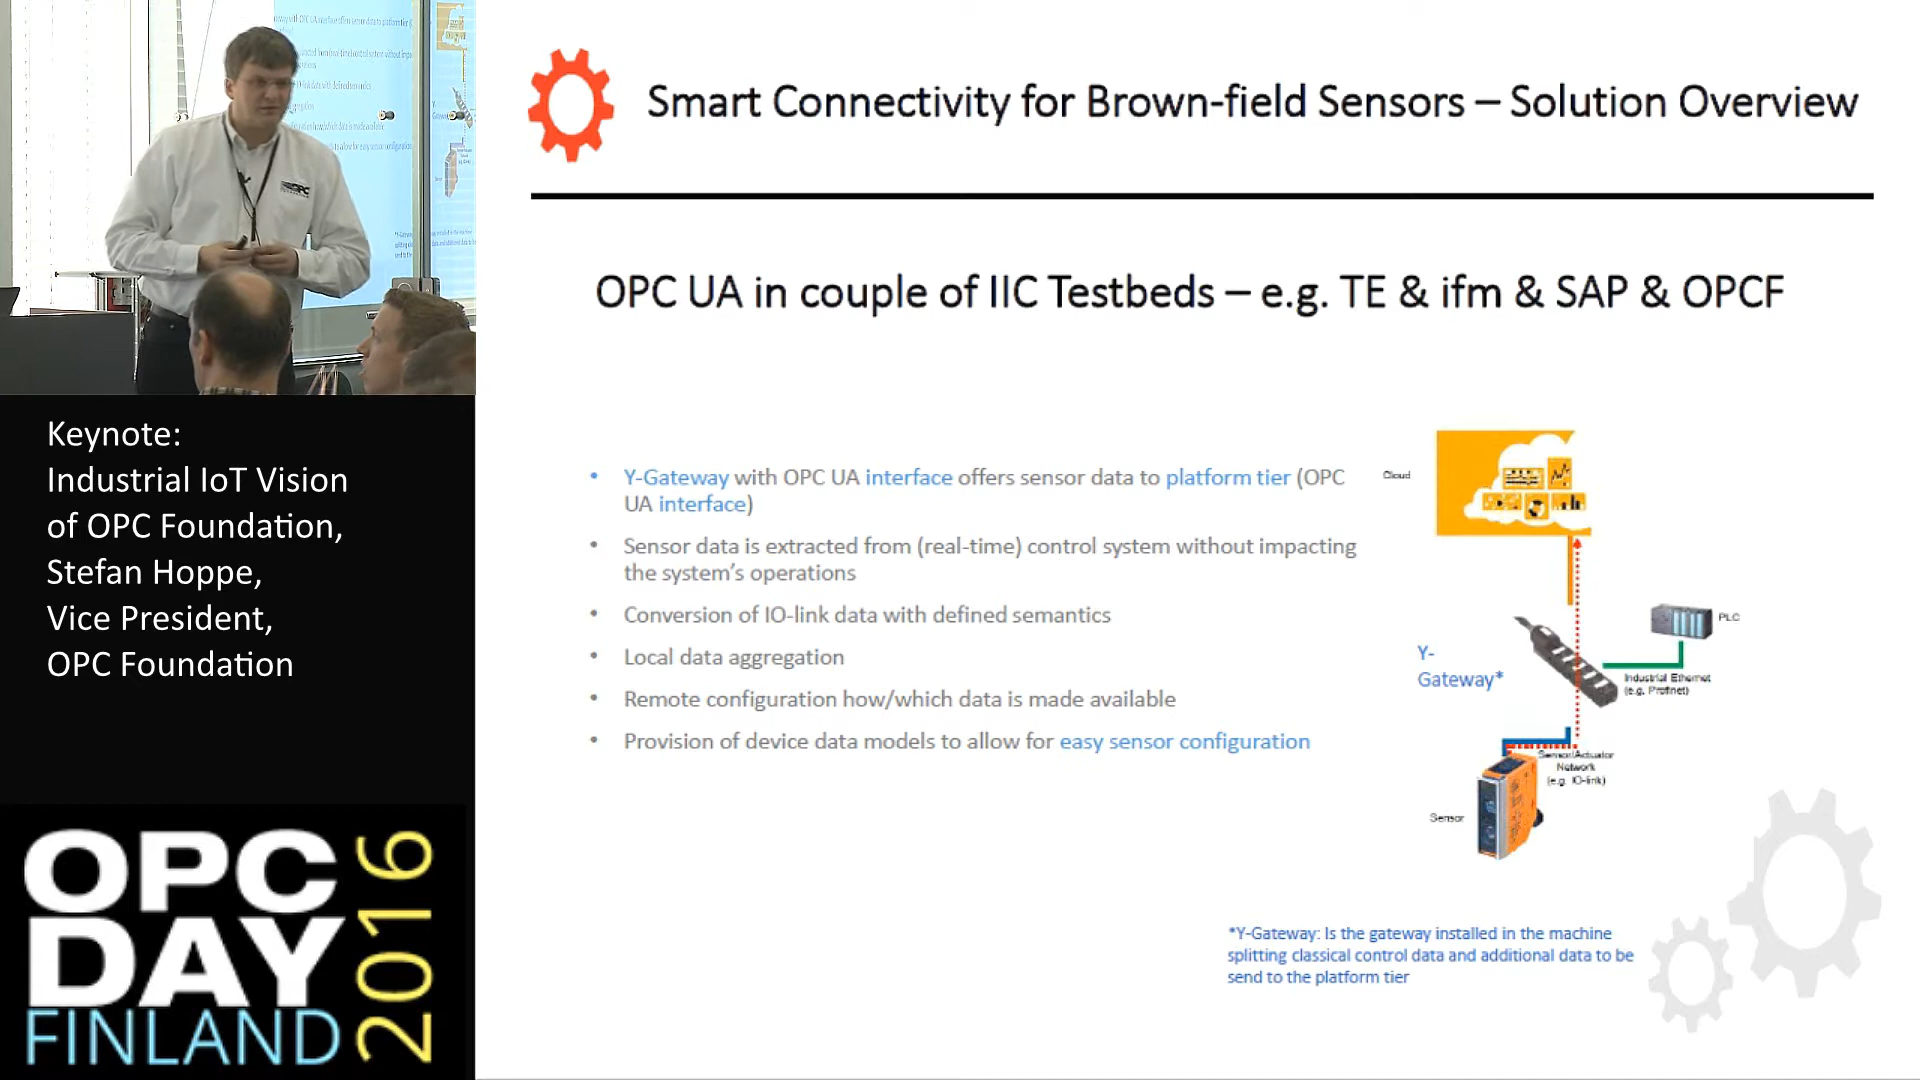 Smart Connectivity for Brown-field Sensors – Solution Overview
OPC UA in couple of IIC Testbeds – e.g. TE & ifm & SAP & OPCF
• Y-Gateway with OPC UA interface offers sensor data to platform tier (OPC
UA interface)
• Sensor data is extracted from (real-time) control system without impacting
the system's operations
• Conversion of IO-link data with defined semantics
• Local data aggregation
• Remote configuration how/which data is made available
• Provision of device data models to allow for easy sensor configuration
Cloud
PLC
Y-
Gateway*
Industrial Ethernet
(e.g. Profinet)
Sensor/Actuator
Network
(e.g. IO-link)
Sensor
*Y-Gateway: Is the gateway installed in the machine
splitting classical control data and additional data to be
send to the platform tier
OPC
Keynote:
Industrial IoT Vision
of OPC Foundation,
Stefan Hoppe,
Vice President,
OPC Foundation
OPC
DAY
FINLAND
2016